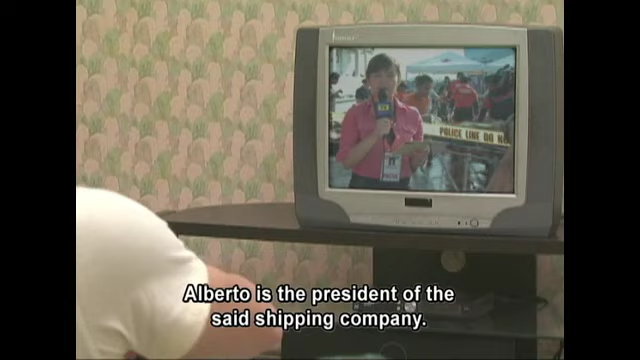 POLICE LINE DO N
Alberto is the president of the
said shipping company.